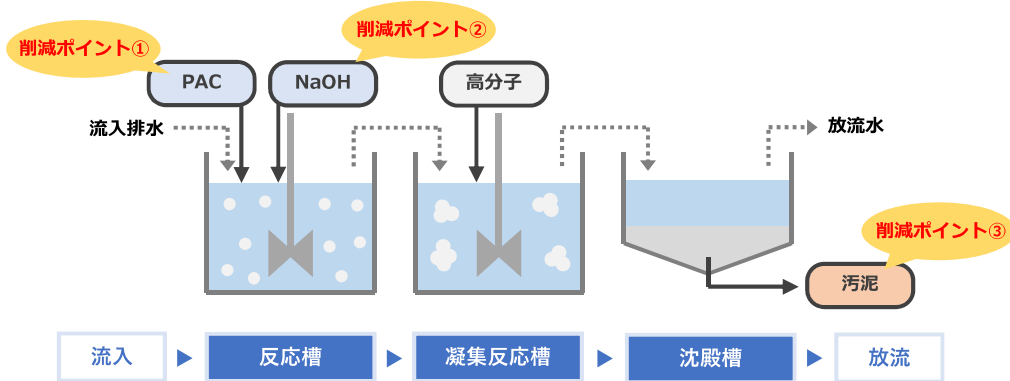 削減ポイント①
削減ポイント②
PAC
NaOH
高分子
流入排水
放流水
削減ポイント③
汚泥
流入
反応槽
凝集反応槽
沈殿槽
放流